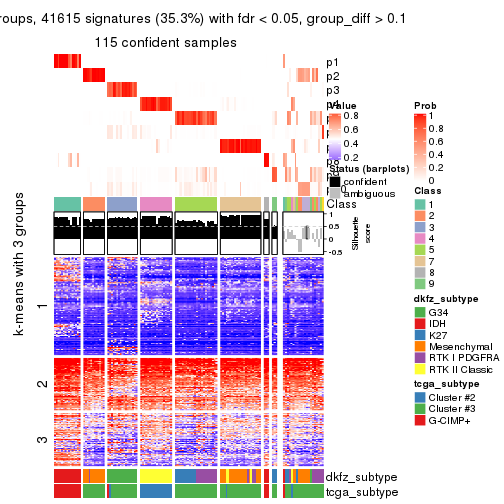 roups, 41615 signatures (35.3%) with fdr < 0.05, group_diff > 0.1
115 confident samples
p1
p2
p3
Value
0.8
0.6
0.4
0.2
Status (barplots)
confident
ambiguous
Class
1
0.5
0
-0.5
Silhouette
score
k-means with 3 groups
1
2
3
dkfz_subtype
tcga_subtype
Prob
1
0.8
0.6
0.4
0.2
0
Class
1
2
3
4
5
7
8
9
dkfz_subtype
G34
IDH
K27
Mesenchymal
RTK I PDGFRA
RTK II Classic
tcga_subtype
Cluster #2
Cluster #3
G-CIMP+